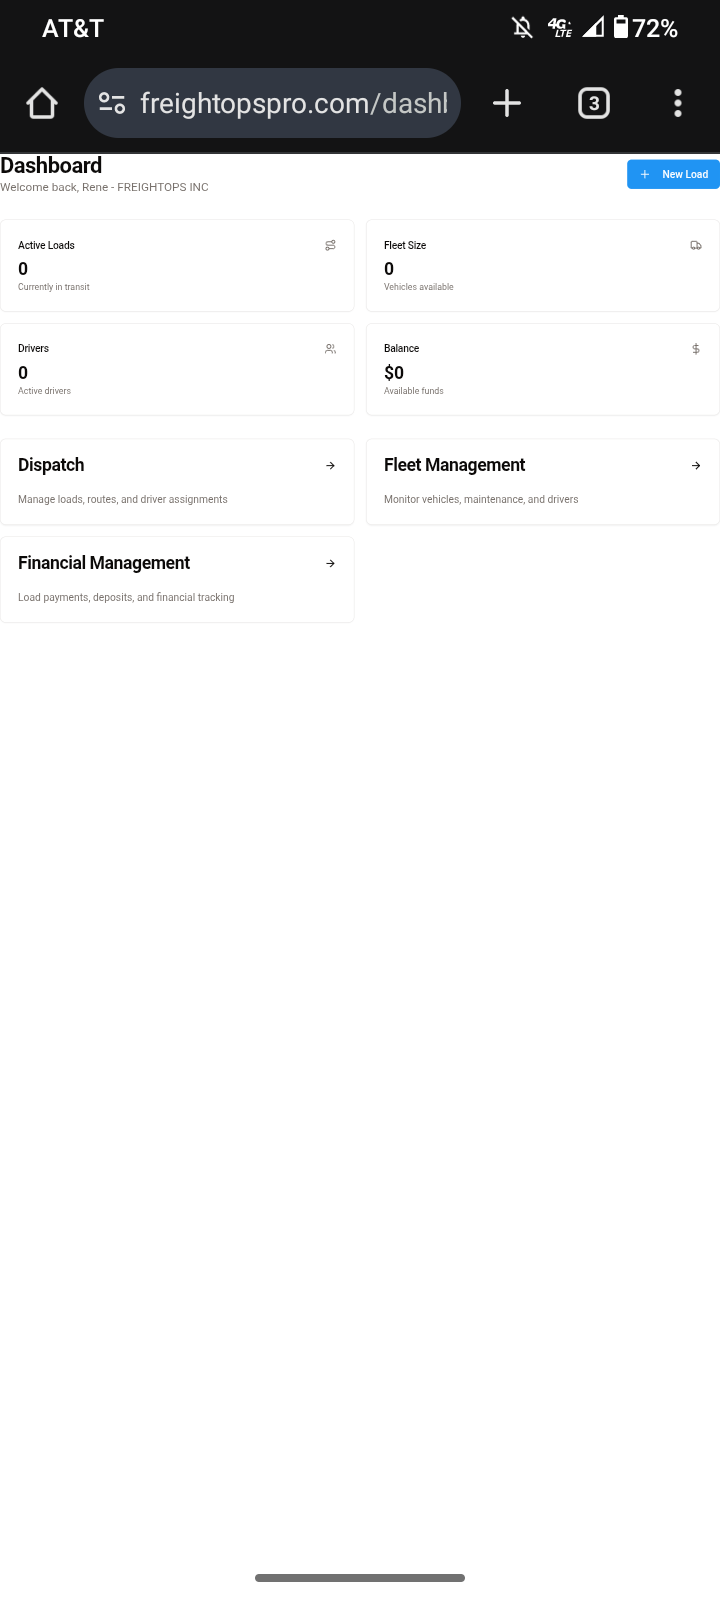 AT&T
4G LTE 72%
freightopspro.com/dashb
3
Dashboard
Welcome back, Rene - FREIGHTOPS INC
New Load
Active Loads
0
Currently in transit
Fleet Size
0
Vehicles available
Drivers
0
Active drivers
Balance
$0
Available funds
Dispatch
Manage loads, routes, and driver assignments
Fleet Management
Monitor vehicles, maintenance, and drivers
Financial Management
Load payments, deposits, and financial tracking